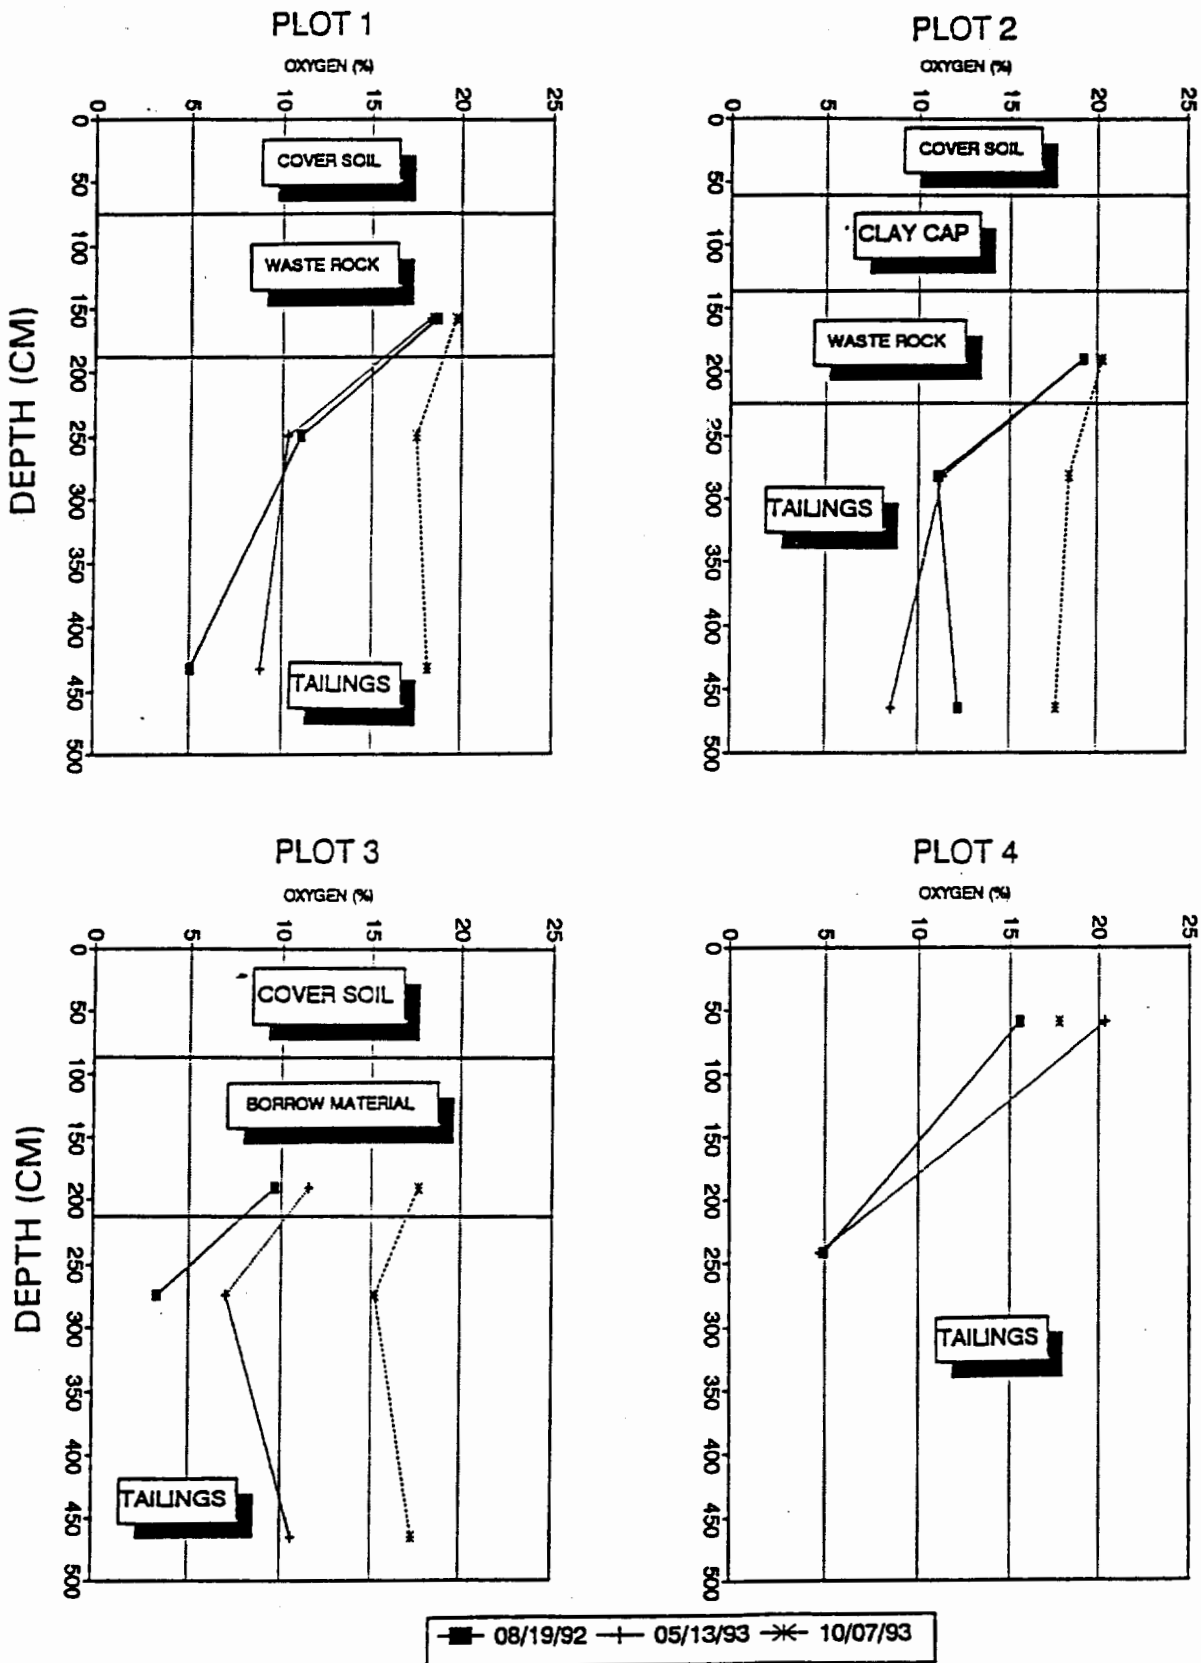 PLOT 1
OXYGEN (%)
0 5 10 15 20 25
0
50
100
150
200
250
300
350
400
450
500
DEPTH (CM)
COVER SOIL
WASTE ROCK
TAILINGS
PLOT 2
OXYGEN (%)
0 5 10 15 20 25
0
50
100
150
200
250
300
350
400
450
500
COVER SOIL
CLAY CAP
WASTE ROCK
TAILINGS
PLOT 3
OXYGEN (%)
0 5 10 15 20 25
0
50
100
150
200
250
300
350
400
450
500
DEPTH (CM)
COVER SOIL
BORROW MATERIAL
TAILINGS
PLOT 4
OXYGEN (%)
0 5 10 15 20 25
0
50
100
150
200
250
300
350
400
450
500
TAILINGS
08/19/92 05/13/93 10/07/93